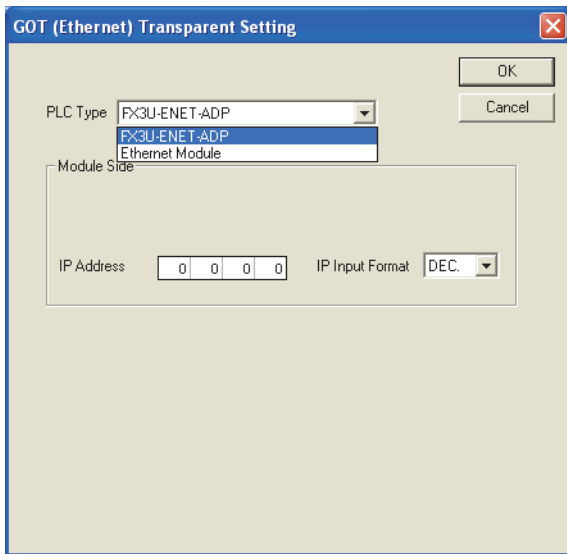 GOT (Ethernet) Transparent Setting
OK
PLC Type FX3U-ENET-ADP
Cancel
FX3U-ENET-ADP
Ethernet Module
Module Side
IP Address 0 0 0 0 IP Input Format DEC.